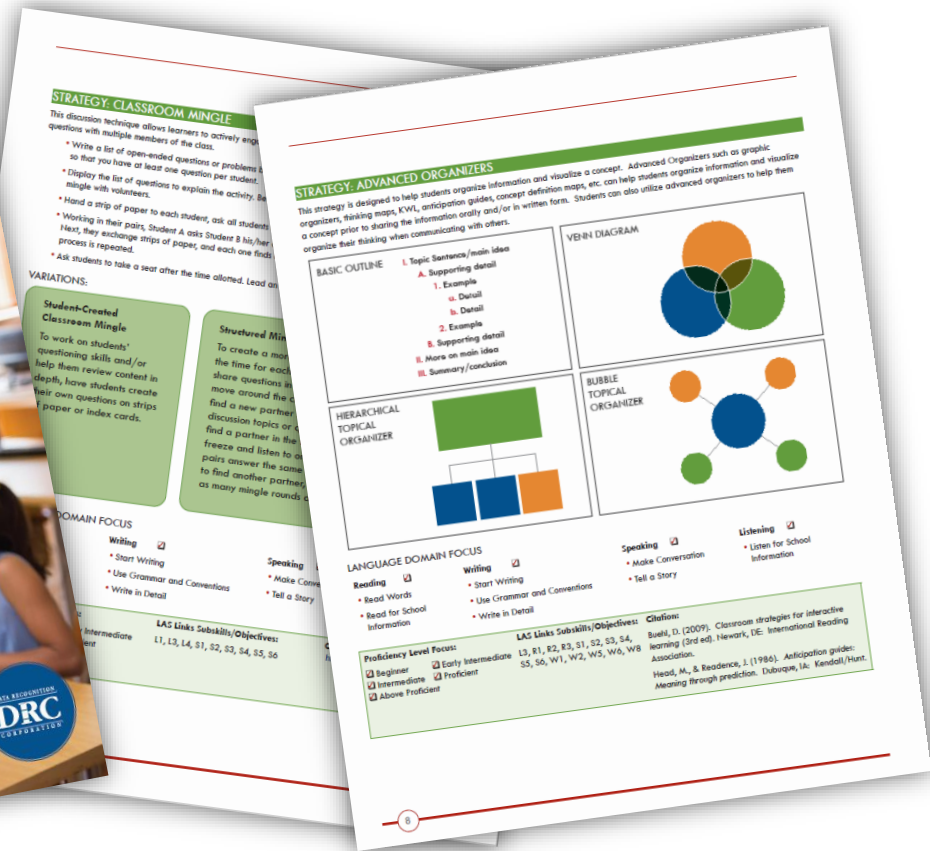 STRATEGY: CLASSROOM MINGLE
This discussion technique allows learners to actively
questions with multiple members of the class.
• Write a list of open-ended questions or problems
so that you have at least one question per student.
• Display the list of questions to explain the activity.
mingle with volunteers.
• Hand a strip of paper to each student, ask all students
• Working in their pairs, Student A asks Student B his/her
Next, they exchange strips of paper, and each one finds
process is repeated.
• Ask students to take a seat after the time allotted. Lead
VARIATIONS:
Student-Created
Classroom Mingle
To work on students'
questioning skills and/or
help them review content in
depth, have students create
their own questions on strips
paper or index cards.
Structured
To create a
the time for each
share questions in
move around the
find a new partner
discussion topics or
find a partner in the
freeze and listen to
pairs answer the same
to find another partner,
as many mingle rounds
DOMAIN FOCUS
Writing ☑
• Start Writing
• Use Grammar and Conventions
• Write in Detail
Speaking
• Make
• Tell a Story
Intermediate
LAS Links Subskills/Objectives:
L1, L3, L4, S1, S2, S3, S4, S5, S6
DATA RECOGNITION
DRC
CORPORATION
STRATEGY: ADVANCED ORGANIZERS
This strategy is designed to help students organize information and visualize a concept. Advanced Organizers such as graphic
organizers, thinking maps, KWL, anticipation guides, concept definition maps, etc. can help students organize information and visualize
a concept prior to sharing the information orally and/or in written form. Students can also utilize advanced organizers to help them
organize their thinking when communicating with others.
BASIC OUTLINE
I. Topic Sentence/main idea
A. Supporting detail
1. Example
a. Detail
b. Detail
2. Example
B. Supporting detail
II. More on main idea
III. Summary/conclusion
VENN DIAGRAM
HIERARCHICAL
TOPICAL
ORGANIZER
BUBBLE
TOPICAL
ORGANIZER
LANGUAGE DOMAIN FOCUS
Reading ☑
• Read Words
• Read for School
Information
Writing ☑
• Start Writing
• Use Grammar and Conventions
• Write in Detail
Speaking ☑
• Make Conversation
• Tell a Story
Listening ☑
• Listen for School
Information
Proficiency Level Focus:
☑ Beginner ☑ Early Intermediate
☑ Intermediate ☑ Proficient
☑ Above Proficient
LAS Links Subskills/Objectives:
L3, R1, R2, R3, S1, S2, S3, S4,
S5, S6, W1, W2, W5, W6, W8
Citation:
Buehl, D. (2009). Classroom strategies for interactive
learning (3rd ed). Newark, DE: International Reading
Association.
Head, M., & Readence, J. (1986). Anticipation guides:
Meaning through prediction. Dubuque, IA: Kendall/Hunt.
8